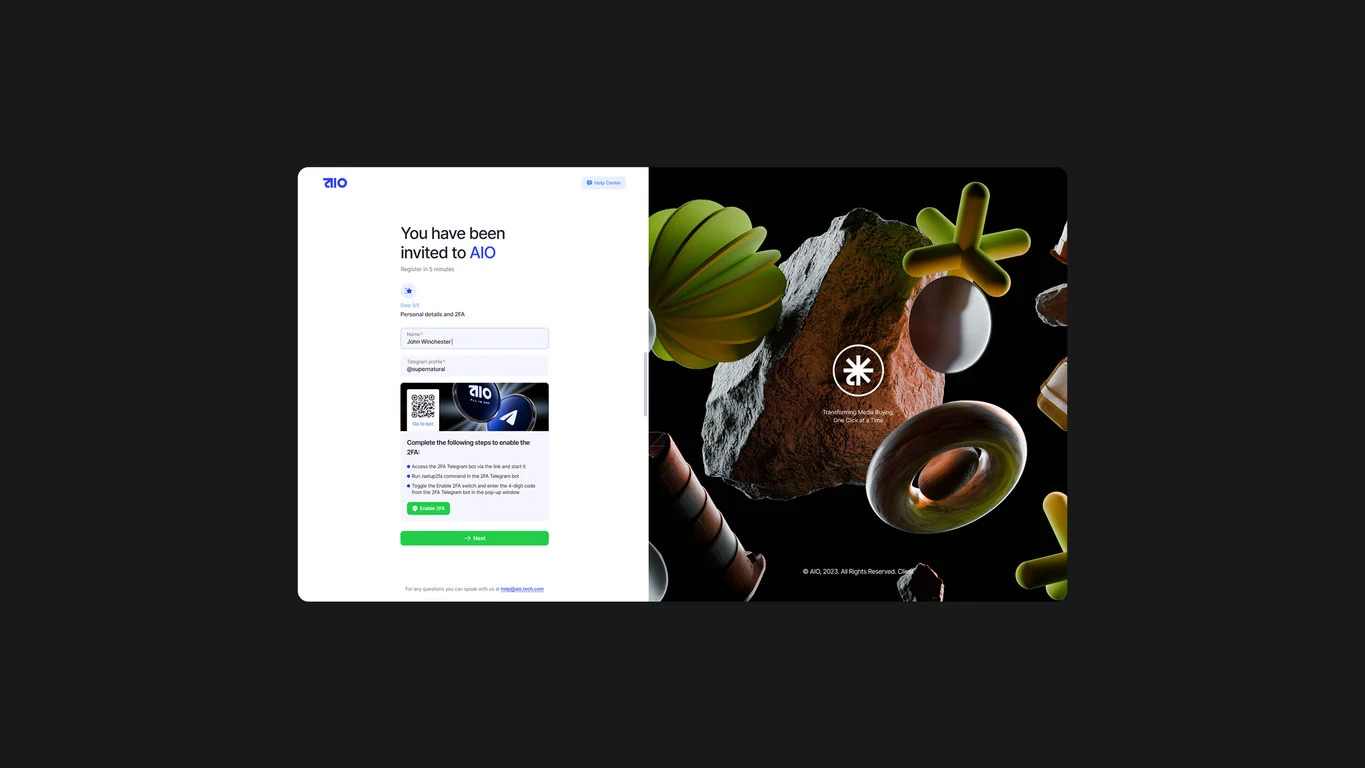 AIO
Help Center
You have been
invited to AIO
Register in 5 minutes
Step 3/5
Personal details and 2FA
Name*
John Winchester
Telegram profile*
@supernatural
Go to bot
AIO
ALL IN ONE
Complete the following steps to enable the
2FA:
Access the 2FA Telegram bot via the link and start it
Run /setup2fa command in the 2FA Telegram bot
Toggle the Enable 2FA switch and enter the 4-digit code
from the 2FA Telegram bot in the pop-up window
Enable 2FA
Next
For any questions you can speak with us at help@aio.tech.com
Transforming Media Buying,
One Click at a Time
© AIO, 2023. All Rights Reserved. Client